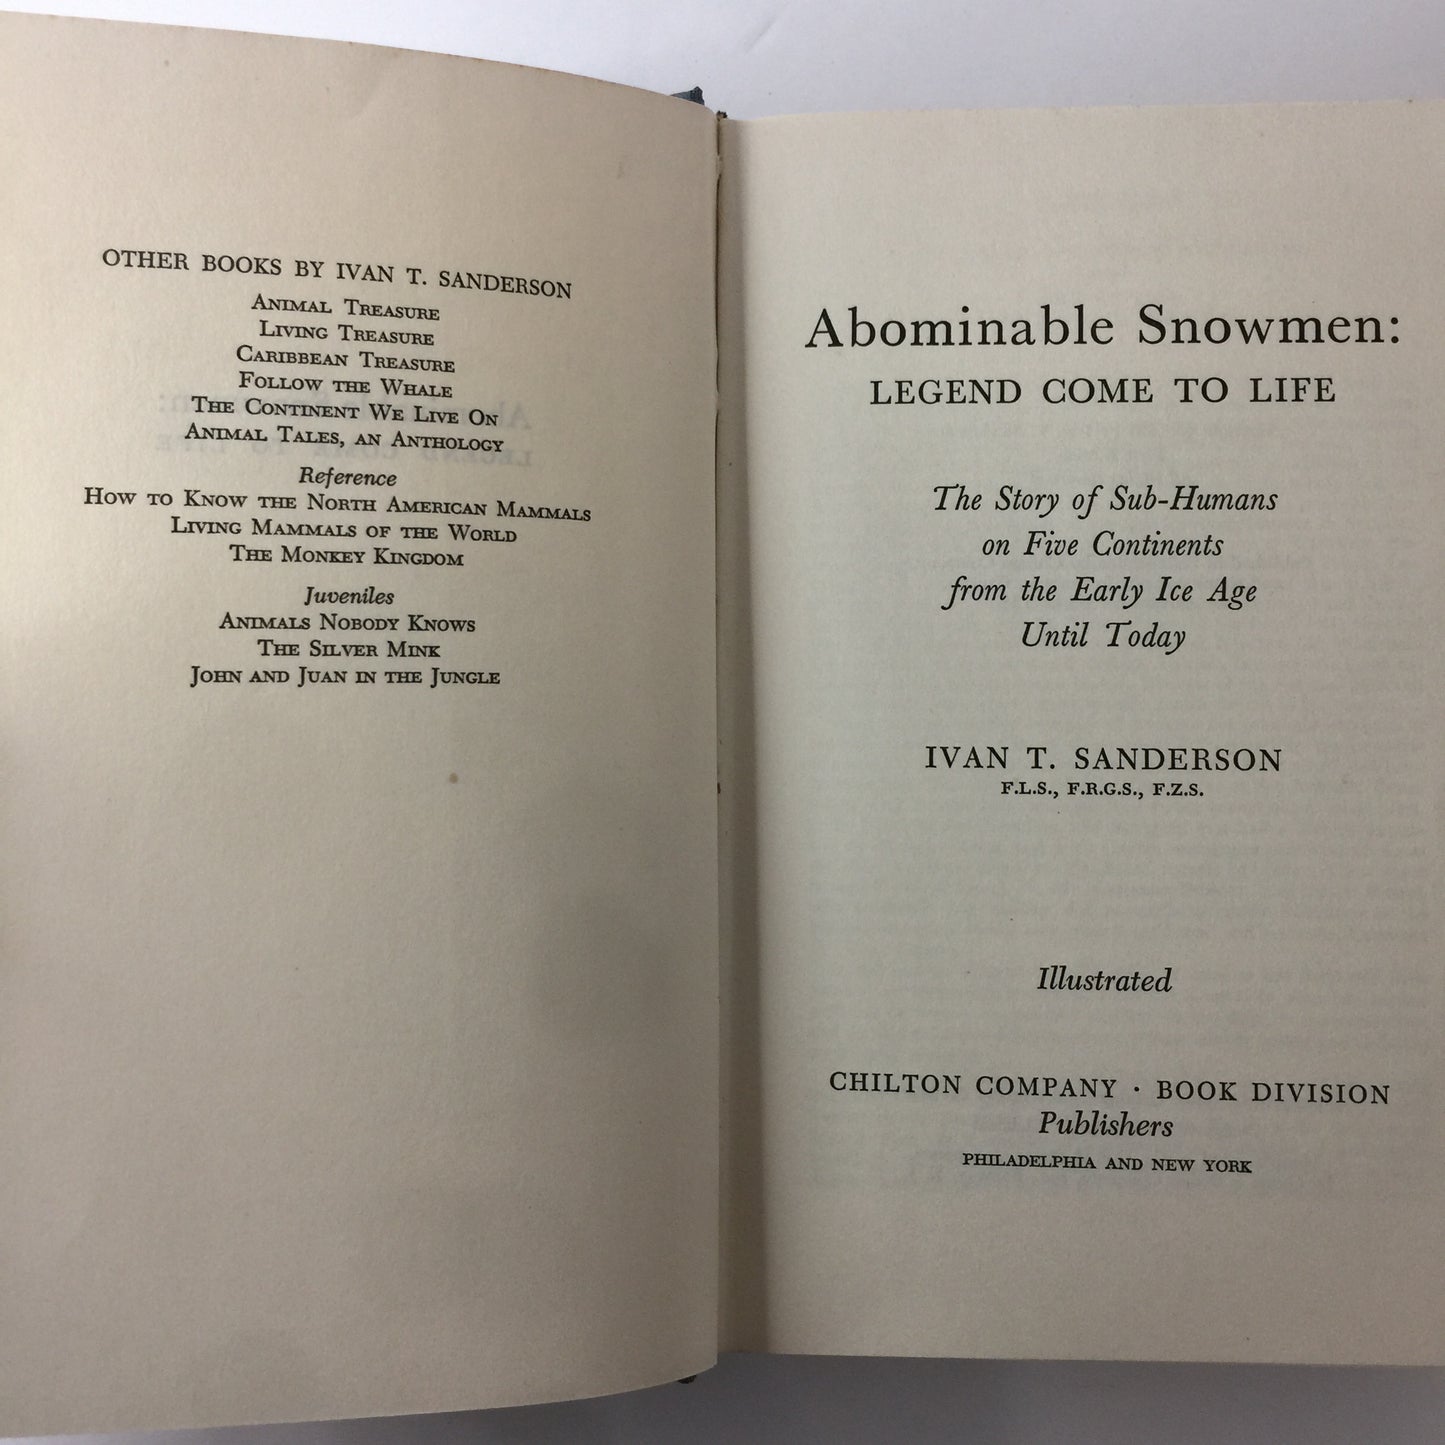 OTHER BOOKS BY IVAN T. SANDERSON
ANIMAL TREASURE
LIVING TREASURE
CARIBBEAN TREASURE
FOLLOW THE WHALE
THE CONTINENT WE LIVE ON
ANIMAL TALES, AN ANTHOLOGY
Reference
HOW TO KNOW THE NORTH AMERICAN MAMMALS
LIVING MAMMALS OF THE WORLD
THE MONKEY KINGDOM
Juveniles
ANIMALS NOBODY KNOWS
THE SILVER MINK
JOHN AND JUAN IN THE JUNGLE
Abominable Snowmen:
LEGEND COME TO LIFE
The Story of Sub-Humans
on Five Continents
from the Early Ice Age
Until Today
IVAN T. SANDERSON
F.L.S., F.R.G.S., F.Z.S.
Illustrated
CHILTON COMPANY · BOOK DIVISION
Publishers
PHILADELPHIA AND NEW YORK